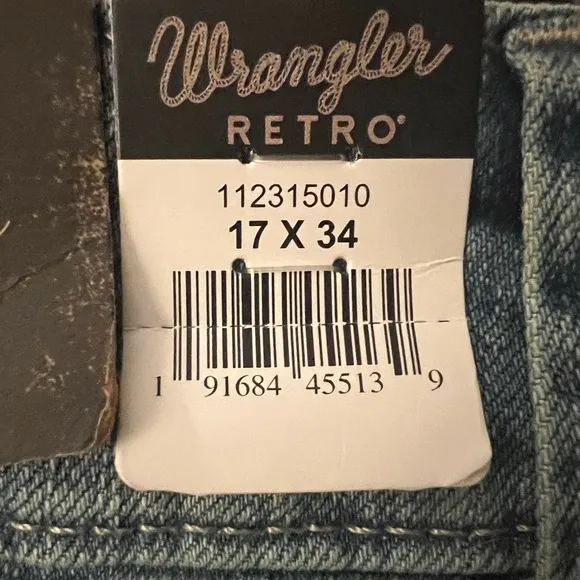 Wrangler
RETRO®
112315010
17 X 34
1 91684 45513 9